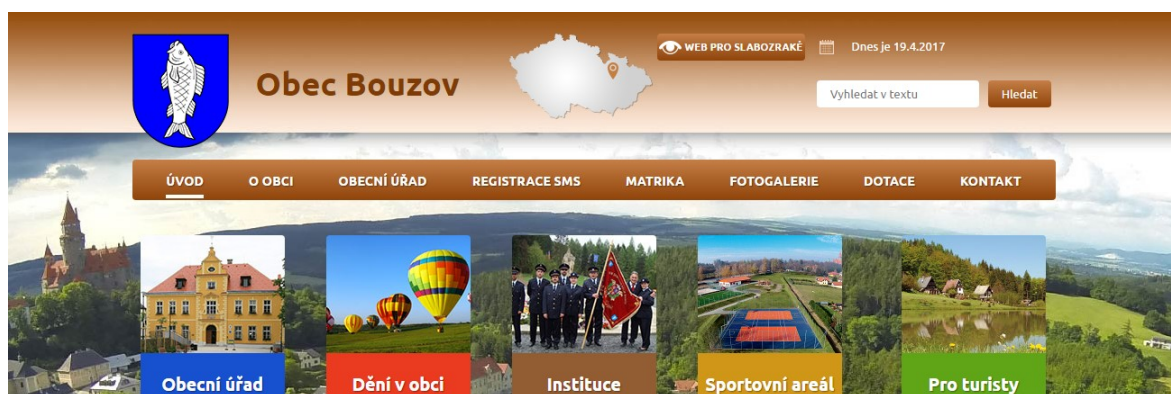 WEB PRO SLABOZRAKÉ
Dnes je 19.4.2017
Obec Bouzov
Vyhledat v textu
Hledat
ÚVOD
O OBCI
OBECNÍ ÚŘAD
REGISTRACE SMS
MATRIKA
FOTOGALERIE
DOTACE
KONTAKT
Obecní úřad
Dění v obci
Instituce
Sportovní areál
Pro turisty